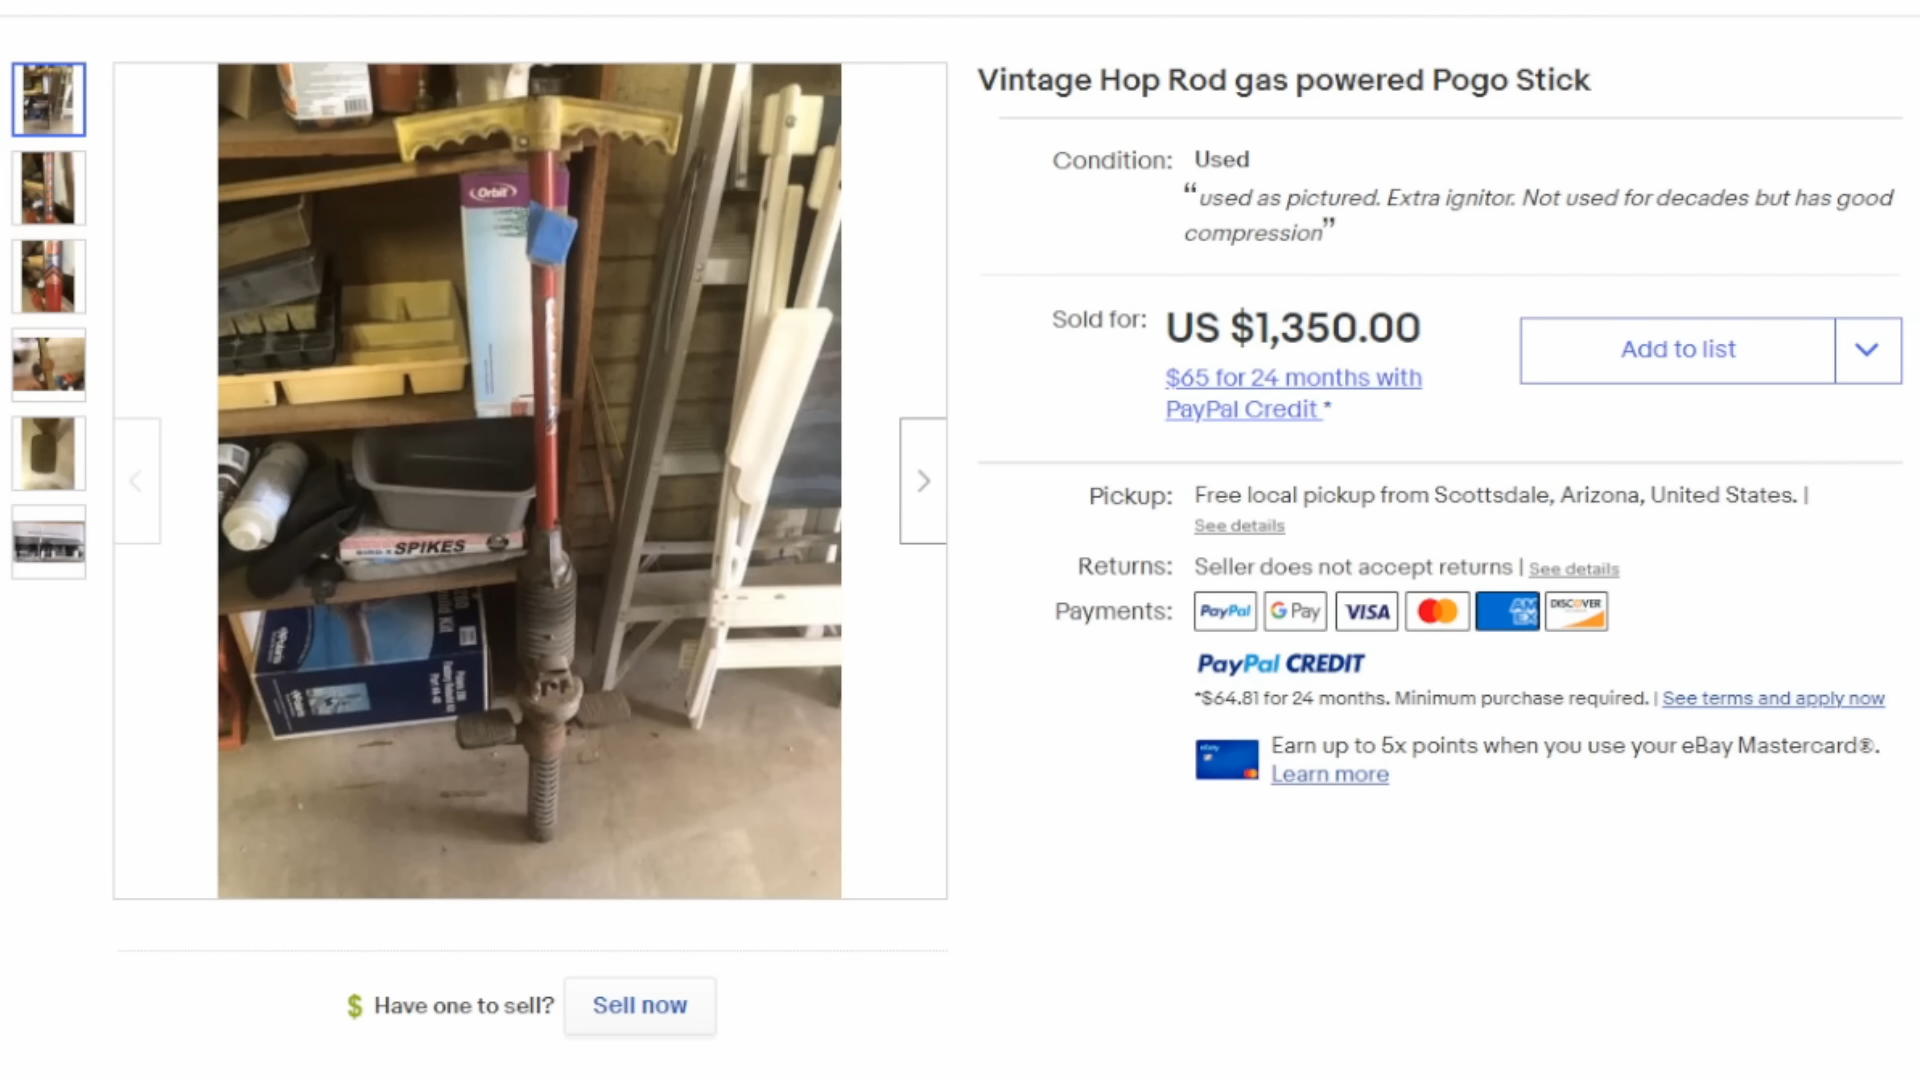 Vintage Hop Rod gas powered Pogo Stick
Condition: Used
“used as pictured. Extra ignitor. Not used for decades but has good
compression”
Sold for: US $1,350.00
Add to list
$65 for 24 months with
PayPal Credit *
Pickup: Free local pickup from Scottsdale, Arizona, United States. |
See details
Returns: Seller does not accept returns | See details
Payments: PayPal G Pay VISA AM EX DISCOVER
PayPal CREDIT
*$64.81 for 24 months. Minimum purchase required. | See terms and apply now
ebay
Earn up to 5x points when you use your eBay Mastercard®.
Learn more
Orbit
BIRD-X SPIKES
$ Have one to sell? Sell now